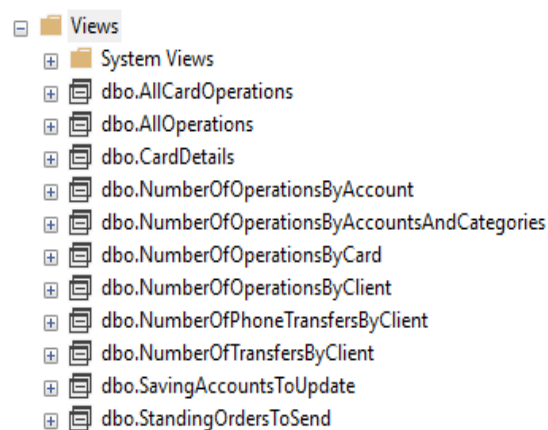 Views
System Views
dbo.AllCardOperations
dbo.AllOperations
dbo.CardDetails
dbo.NumberOfOperationsByAccount
dbo.NumberOfOperationsByAccountsAndCategories
dbo.NumberOfOperationsByCard
dbo.NumberOfOperationsByClient
dbo.NumberOfPhoneTransfersByClient
dbo.NumberOfTransfersByClient
dbo.SavingAccountsToUpdate
dbo.StandingOrdersToSend